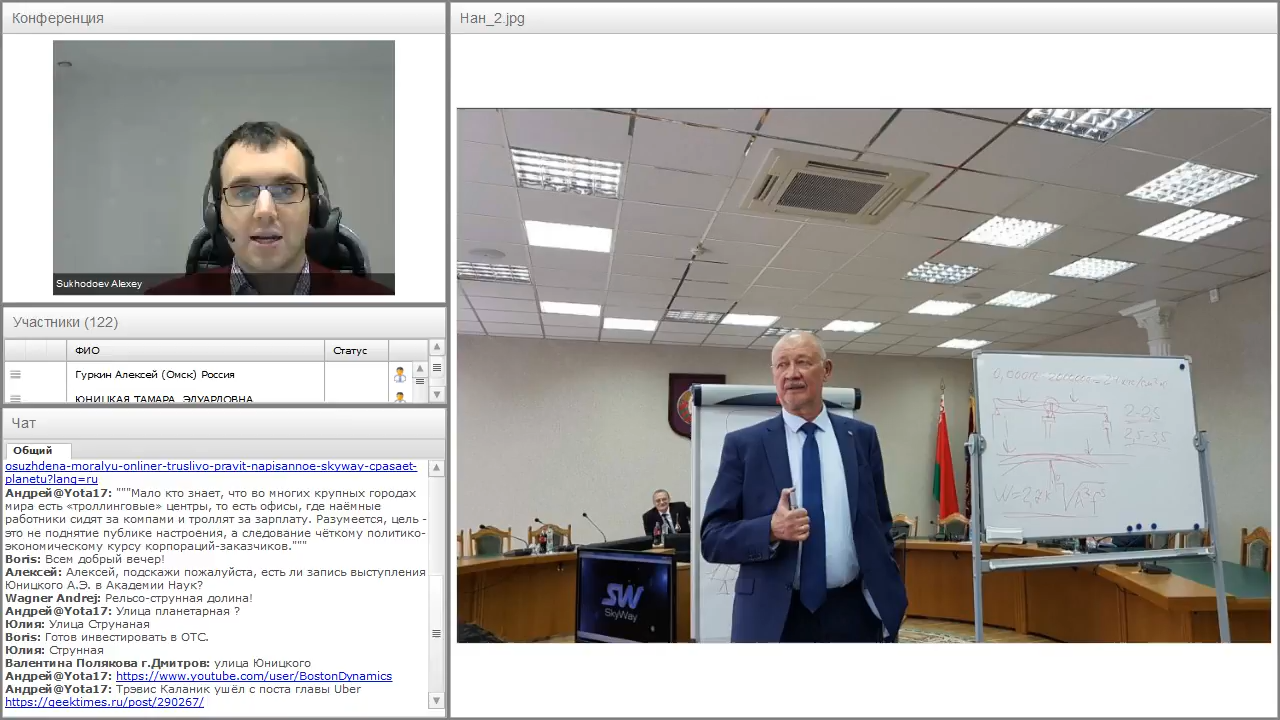 Конференция
Нан_2.jpg
Sukhodoev Alexey
Участники (122)
ФИО
Статус
Гуркин Алексей (Омск) Россия
ЮНИЦКАЯ ТАМАРА ЭДУАРДОВНА
Чат
Общий
osuzhdena-moralyu-onliner-truslivo-pravit-napisannoe-skyway-cpasaet-
planetu?lang=ru
Андрей@Yota17: """Мало кто знает, что во многих крупных городах
мира есть «троллинговые» центры, то есть офисы, где наёмные
работники сидят за компами и троллят за зарплату. Разумеется, цель -
это не поднятие публике настроения, а следование чёткому политико-
экономическому курсу корпораций-заказчиков."""
Boris: Всем добрый вечер!
Алексей: Алексей, подскажи пожалуйста, есть ли запись выступления
Юницкого А.Э. в Академии Наук?
Wagner Andrej: Рельсо-струнная долина!
Андрей@Yota17: Улица планетарная ?
Юлия: Улица Струнаная
Boris: Готов инвестировать в ОТС.
Юлия: Струнная
Валентина Полякова г.Дмитров: улица Юницкого
Андрей@Yota17: https://www.youtube.com/user/BostonDynamics
Андрей@Yota17: Трэвис Каланик ушёл с поста главы Uber
https://geektimes.ru/post/290267/
SW
SkyWay
2-2,5
2,5-3,5